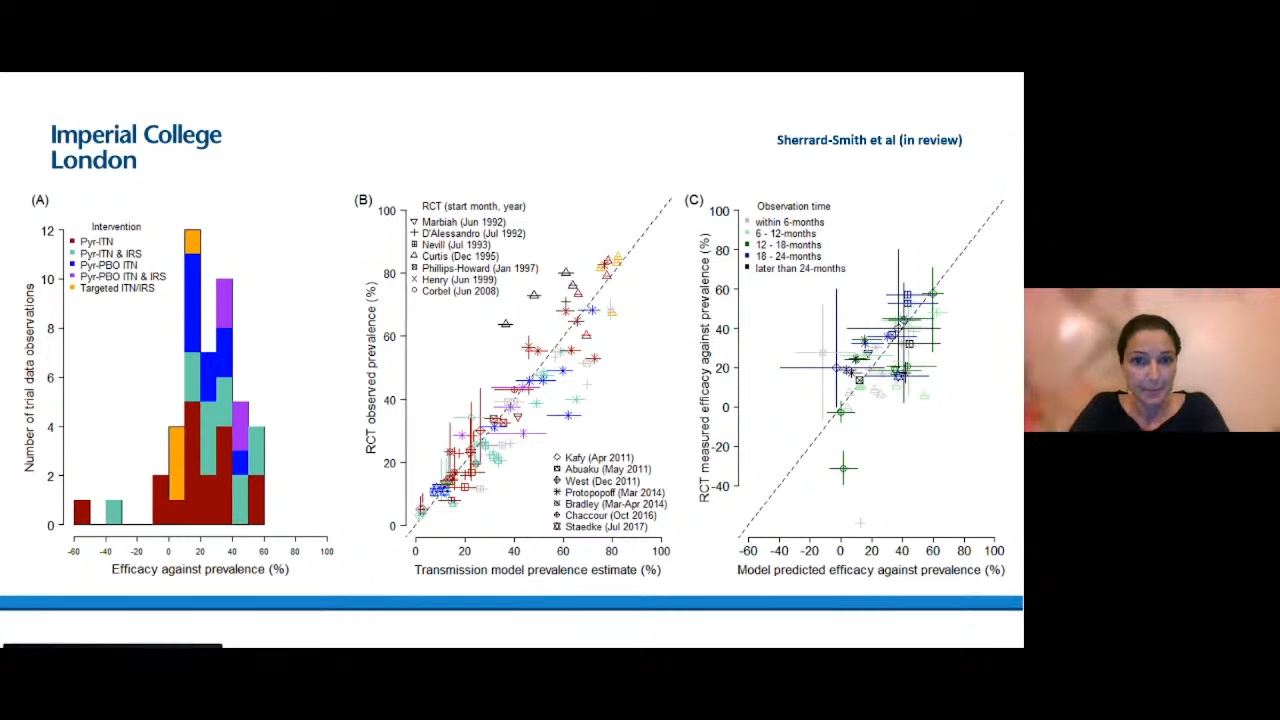 Imperial College
London
Sherrard-Smith et al (in review)
(A)
Intervention
Pyr-ITN
Pyr-ITN & IRS
Pyr-PBO ITN
Pyr-PBO ITN & IRS
Targeted ITN/IRS
Number of trial data observations
12
10
8
6
4
2
0
-60 -40 -20 0 20 40 60 80 100
Efficacy against prevalence (%)
(B)
RCT (start month, year)
Marbiah (Jun 1992)
D'Alessandro (Jul 1992)
Nevill (Jul 1993)
Curtis (Dec 1995)
Phillips-Howard (Jan 1997)
Henry (Jun 1999)
Corbel (Jun 2008)
RCT observed prevalence (%)
100
80
60
40
20
0
Kafy (Apr 2011)
Abuaku (May 2011)
West (Dec 2011)
Protopopoff (Mar 2014)
Bradley (Mar-Apr 2014)
Chaccour (Oct 2016)
Staedke (Jul 2017)
0 20 40 60 80 100
Transmission model prevalence estimate (%)
(C)
Observation time
within 6-months
6 - 12-months
12 - 18-months
18 - 24-months
later than 24-months
RCT measured efficacy against prevalence (%)
100
80
60
40
20
0
-20
-40
-60 -40 -20 0 20 40 60 80 100
Model predicted efficacy against prevalence (%)